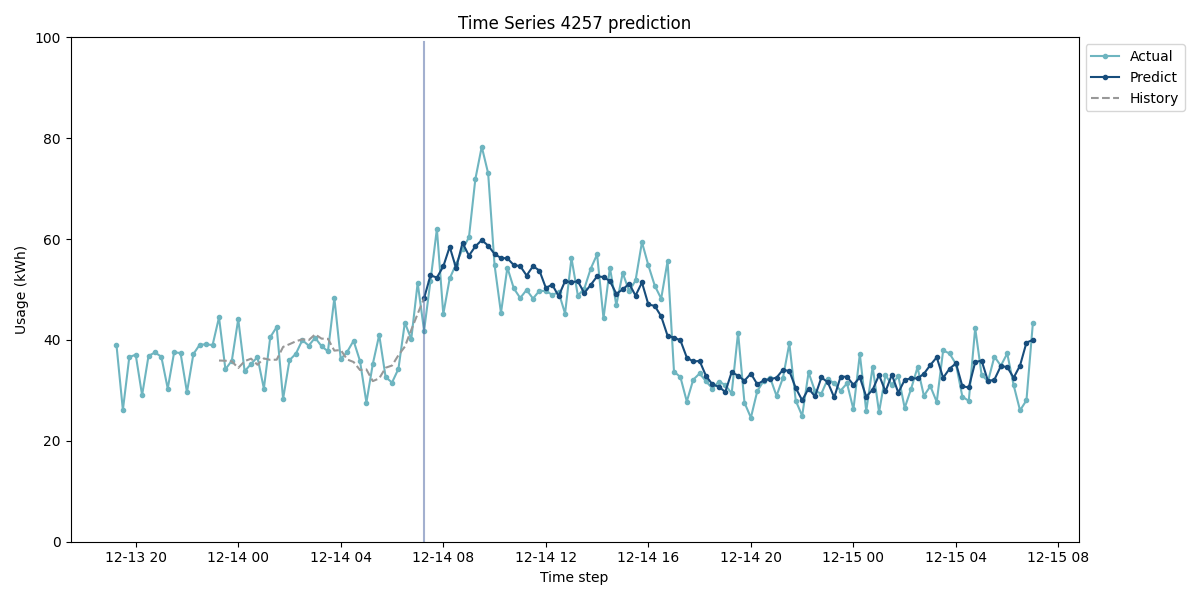 Time Series 4257 prediction
Usage (kWh)
100
80
60
40
20
0
12-13 20
12-14 00
12-14 04
12-14 08
12-14 12
12-14 16
12-14 20
12-15 00
12-15 04
12-15 08
Time step
Actual
Predict
History